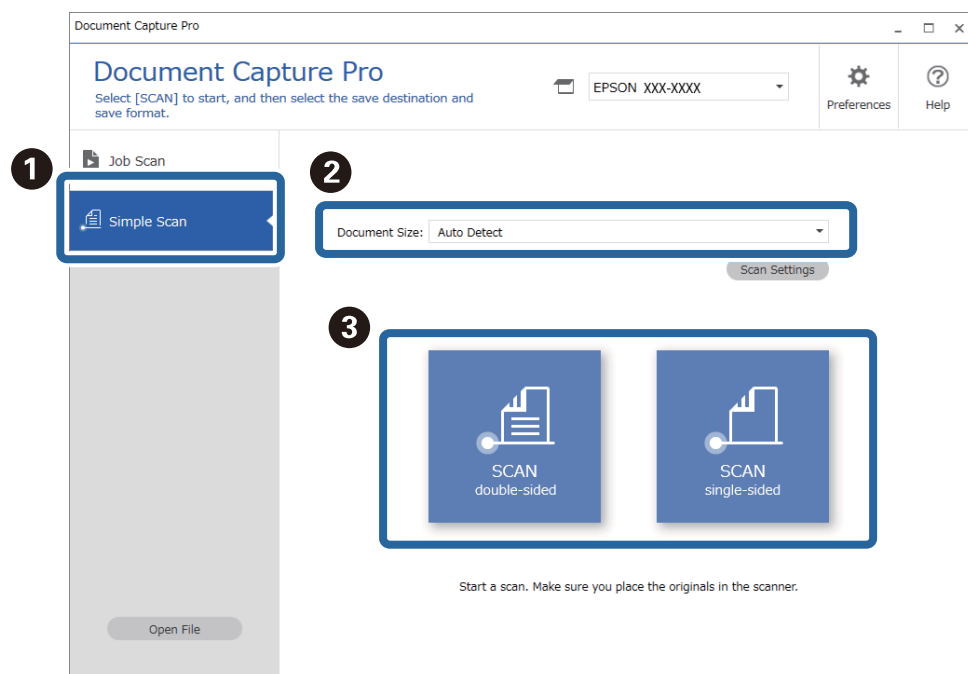 Document Capture Pro
Document Capture Pro
Select [SCAN] to start, and then select the save destination and
save format.
EPSON XXX-XXXX
Preferences
Help
1
Job Scan
Simple Scan
2
Document Size: Auto Detect
Scan Settings
3
SCAN
double-sided
SCAN
single-sided
Start a scan. Make sure you place the originals in the scanner.
Open File